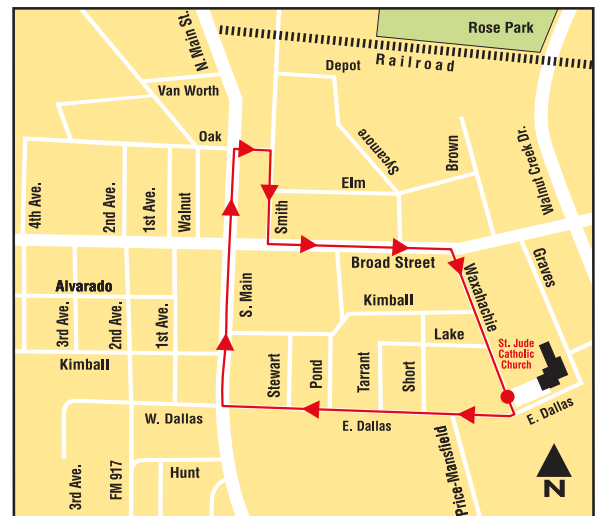 Rose Park
N. Main St.
Railroad
Depot
Van Worth
Oak
Sycamore
Brown
Walnut Creek Dr.
4th Ave.
2nd Ave.
1st Ave.
Walnut
Elm
Smith
Broad Street
Waxahachie
Graves
Alvarado
S. Main
Kimball
3rd Ave.
2nd Ave.
1st Ave.
Lake
St. Jude
Catholic
Church
Kimball
Stewart
Pond
Tarrant
Short
W. Dallas
E. Dallas
E. Dallas
Price-Mansfield
3rd Ave.
FM 917
Hunt
N